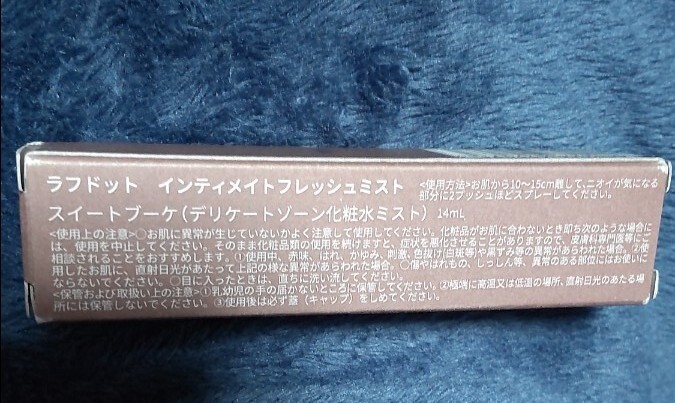 ラフドット　インティメイトフレッシュミスト
<使用方法>お肌から10〜15cm離して、ニオイが気になる
部分に2プッシュほどスプレーしてください。
スイートブーケ(デリケートゾーン化粧水ミスト) 14mL
<使用上の注意>○お肌に異常が生じていないかよく注意して使用してください。化粧品がお肌に合わないとき即ち次のような場合に
は、使用を中止してください。そのまま化粧品類の使用を続けますと、症状を悪化させることがありますので、皮膚科専門医等にご
相談されることをおすすめします。①使用中、赤味、はれ、かゆみ、刺激、色抜け(白斑等)や黒ずみ等の異常があらわれた場合。②使
用したお肌に、直射日光があたって上記の様な異常があらわれた場合。○傷やはれもの、しっしん等、異常のある部位にはお使いに
ならないでください。○目に入ったときは、直ちに洗い流してください。
<保管および取扱い上の注意>①乳幼児の手の届かないところに保管してください。②極端に高温又は低温の場所、直射日光のあたる場
所には保管しないでください。③使用後は必ず蓋（キャップ）をしめてください。